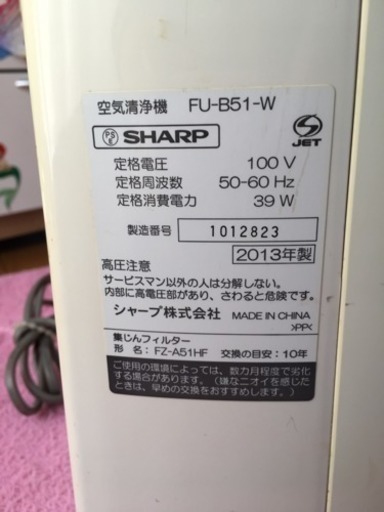 空気清浄機 FU-B51-W
PS E SHARP
JET
定格電圧 100 V
定格周波数 50-60 Hz
定格消費電力 39 W
製造番号 1012823
2013年製
高圧注意
サービスマン以外の人は分解しない。
内部に高電圧部があり、さわると危険です。
シャープ株式会社 MADE IN CHINA
>PP<
集じんフィルター
形 名：FZ-A51HF 交換の目安：10年
ご使用の環境によっては、数カ月程度で劣化
する場合があります。（嫌なニオイを感じた
ときは、早めの交換をおすすめします。）